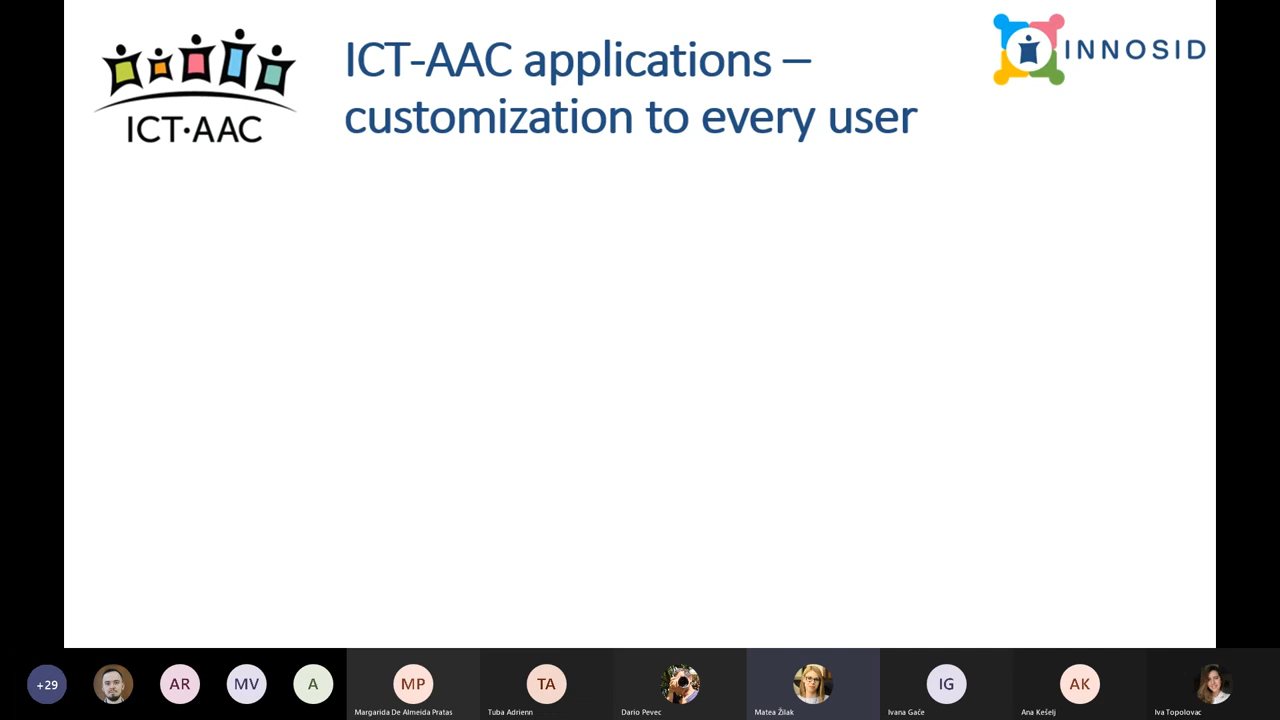 ICT-AAC applications –
customization to every user
ICT·AAC
INNOSID
+29
AR
MV
A
MP
TA
IG
AK
Margarida De Almeida Pratas
Tuba Adrienn
Dario Pevec
Matea Žilak
Ivana Gače
Ana Kešelj
Iva Topolovac